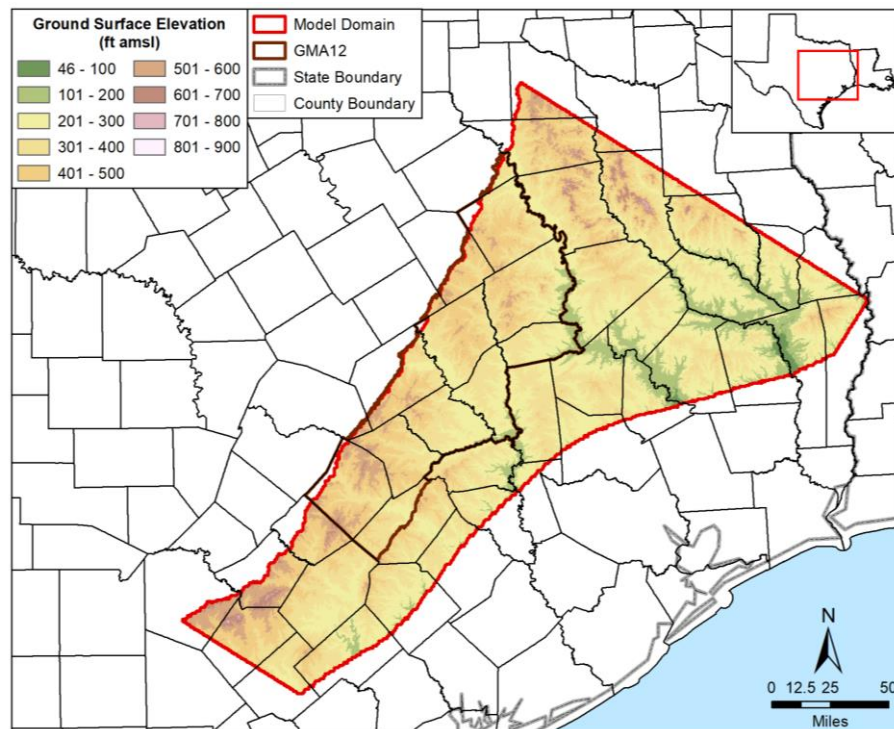 Ground Surface Elevation
(ft amsl)
46 - 100
101 - 200
201 - 300
301 - 400
401 - 500
501 - 600
601 - 700
701 - 800
801 - 900
Model Domain
GMA12
State Boundary
County Boundary
N
0 12.5 25 50
Miles